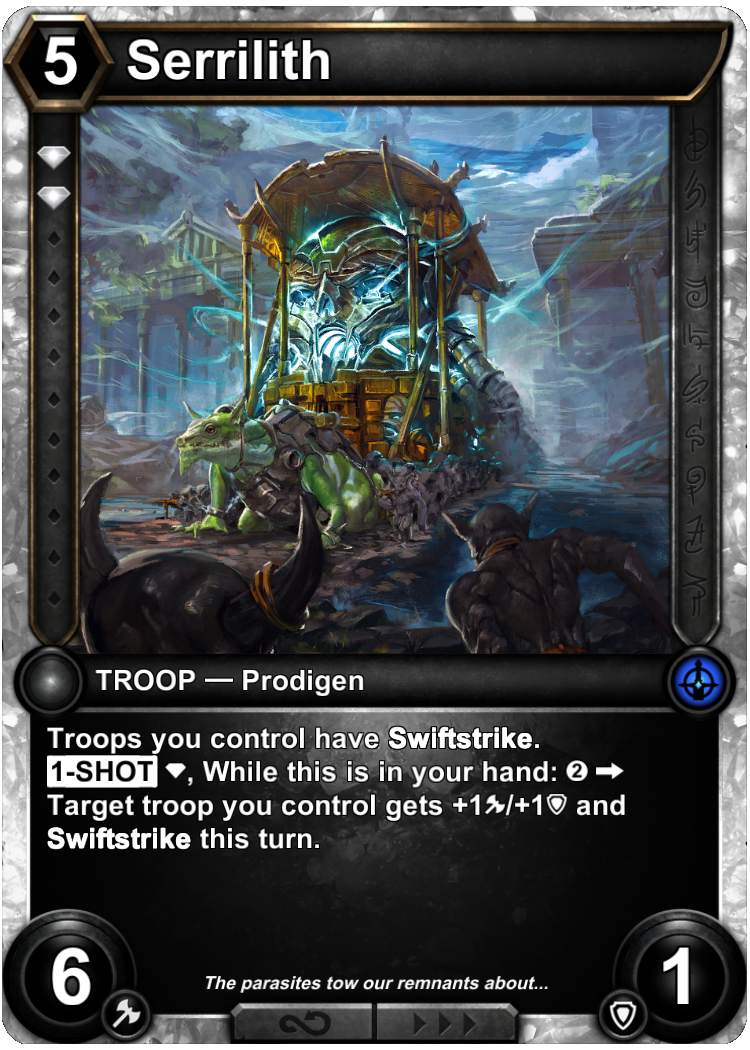 5 Serrilith
TROOP — Prodigen
Troops you control have Swiftstrike.
1-SHOT , While this is in your hand: 2
Target troop you control gets +1/+1 and
Swiftstrike this turn.
6
The parasites tow our remnants about...
1